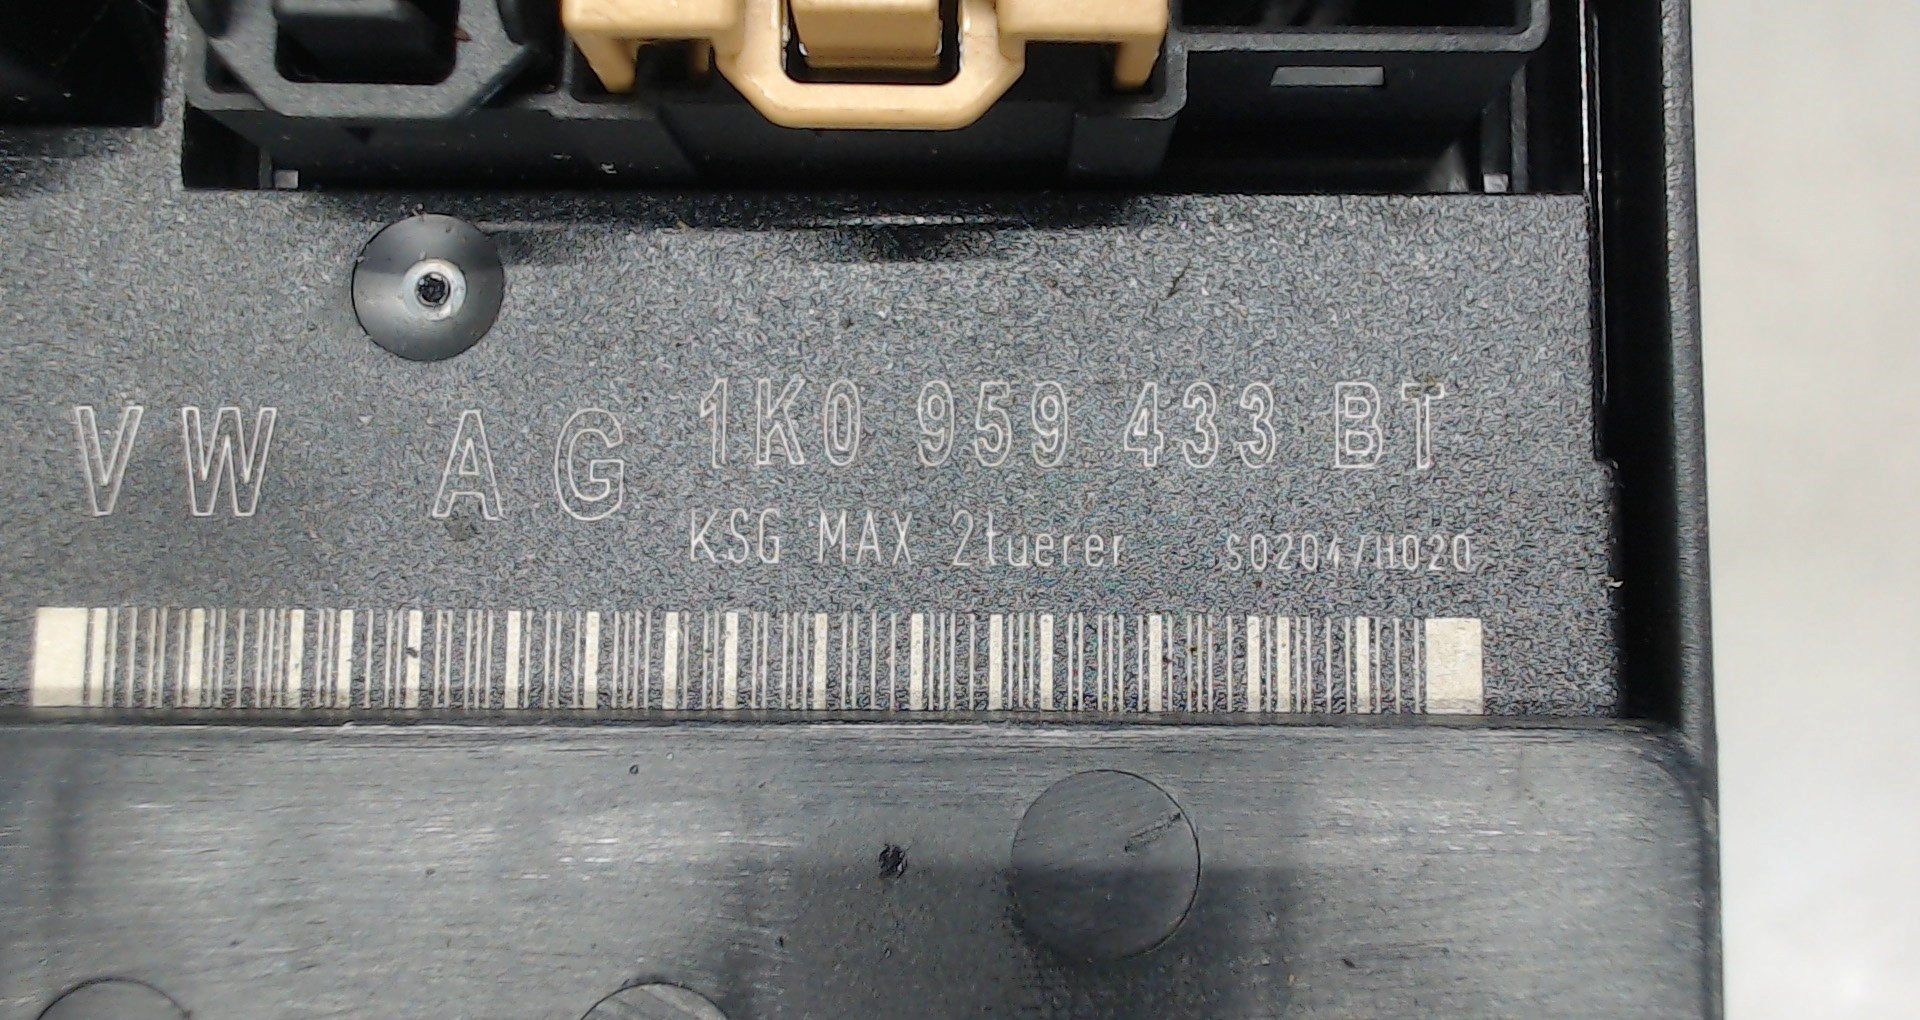 VW AG 1K0 959 433 BT
KSG MAX 2tuerer S0204/H020